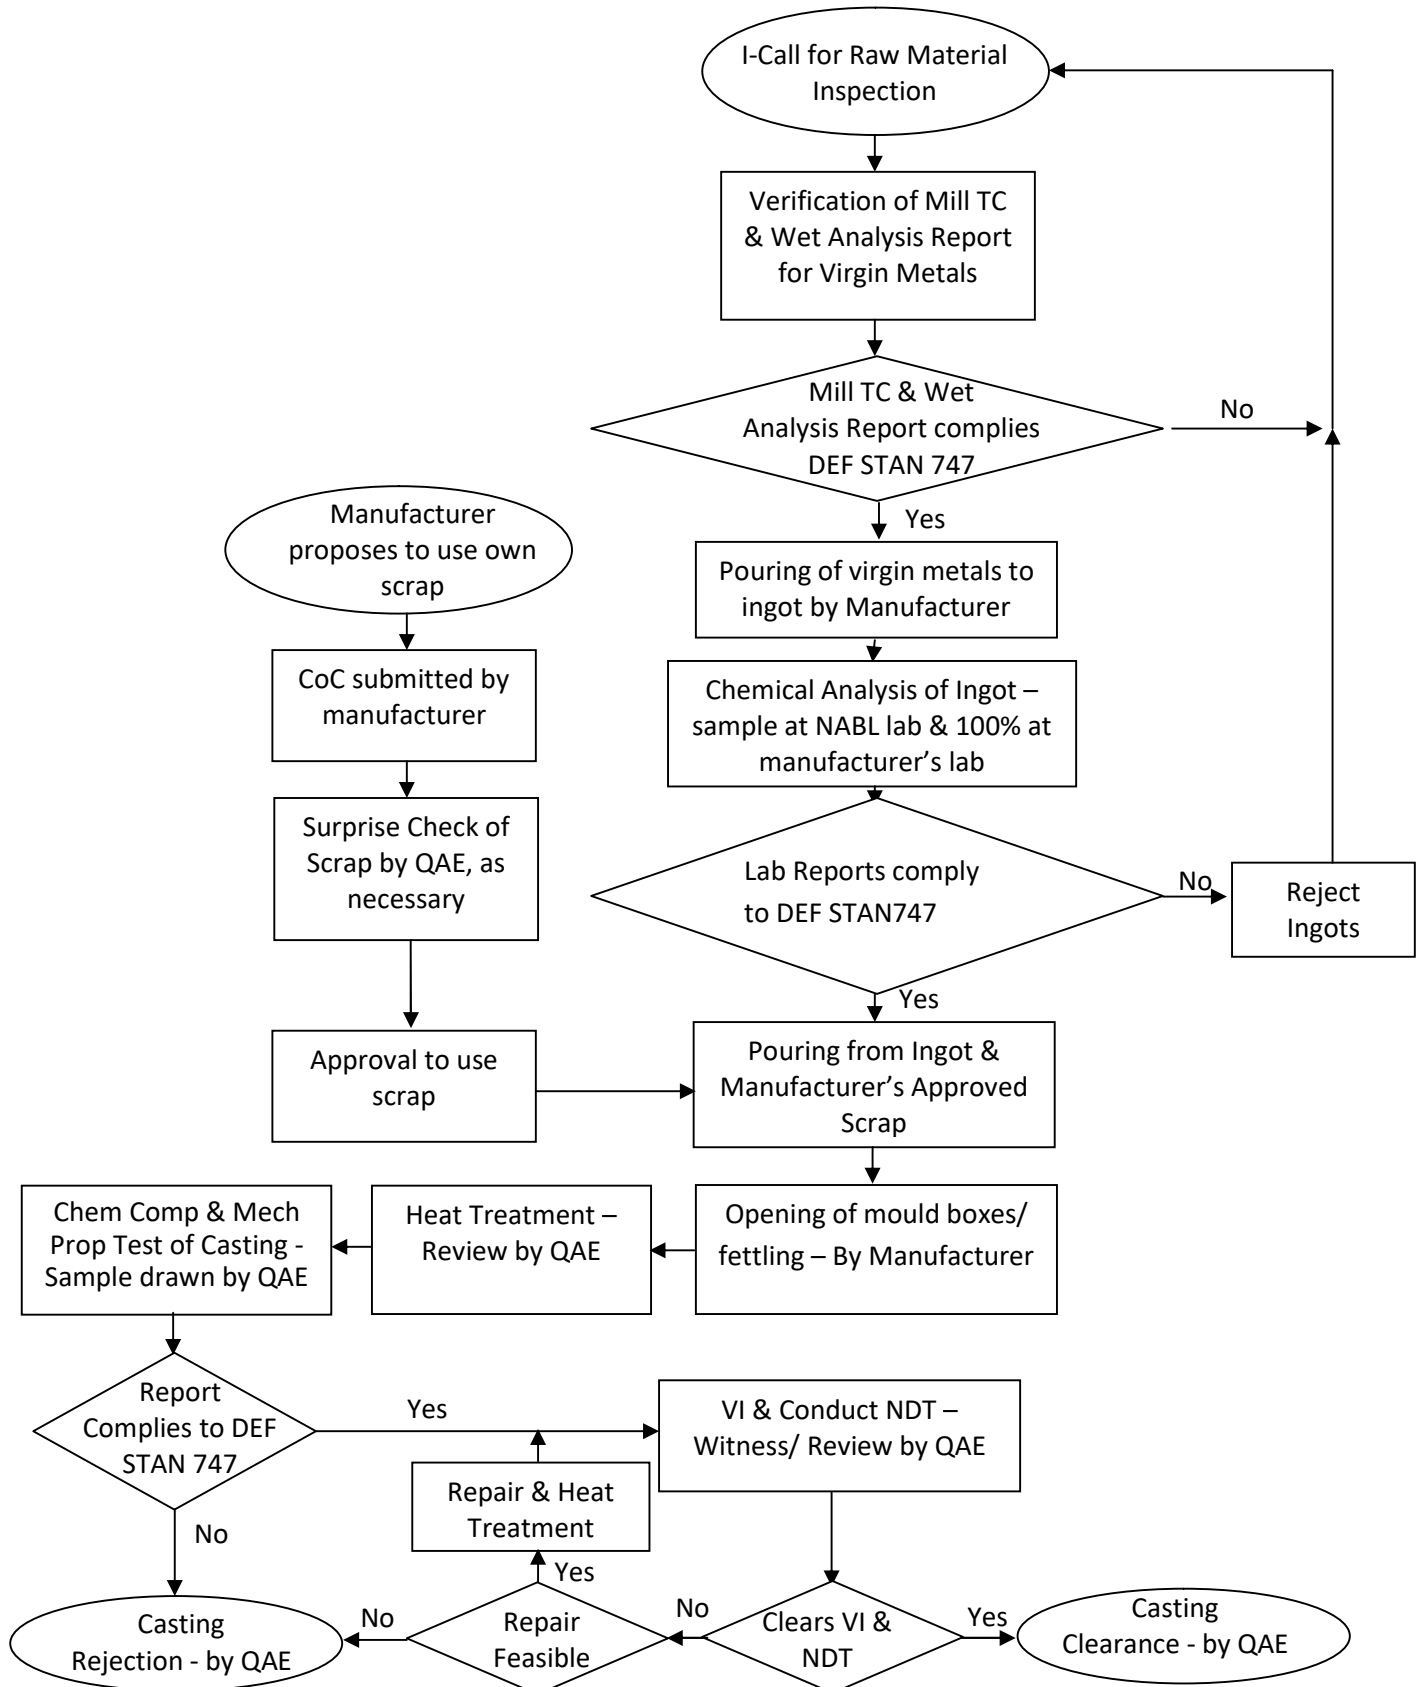 I-Call for Raw Material
Inspection
Verification of Mill TC
& Wet Analysis Report
for Virgin Metals
Mill TC & Wet
Analysis Report complies
DEF STAN 747
No
Yes
Manufacturer
proposes to use own
scrap
Pouring of virgin metals to
ingot by Manufacturer
CoC submitted by
manufacturer
Chemical Analysis of Ingot –
sample at NABL lab & 100% at
manufacturer’s lab
Surprise Check of
Scrap by QAE, as
necessary
Lab Reports comply
to DEF STAN747
No
Reject
Ingots
Yes
Approval to use
scrap
Pouring from Ingot &
Manufacturer’s Approved
Scrap
Chem Comp & Mech
Prop Test of Casting -
Sample drawn by QAE
Heat Treatment –
Review by QAE
Opening of mould boxes/
fettling – By Manufacturer
Report
Complies to DEF
STAN 747
Yes
VI & Conduct NDT –
Witness/ Review by QAE
Repair & Heat
Treatment
No
Yes
Casting
Rejection - by QAE
No
Repair
Feasible
No
Clears VI &
NDT
Yes
Casting
Clearance - by QAE